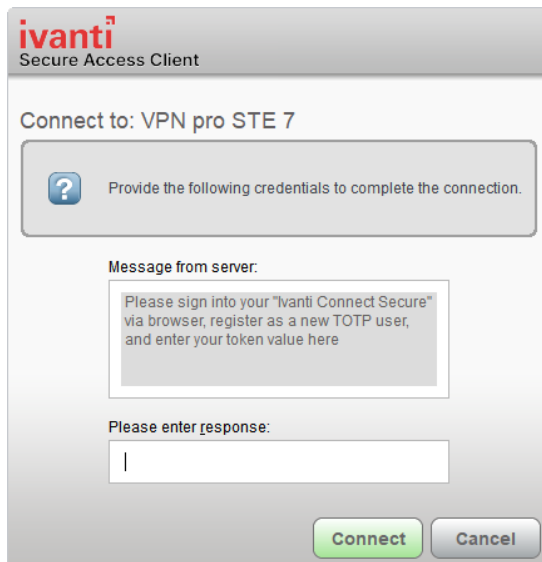 ivanti
Secure Access Client
Connect to: VPN pro STE 7
?
Provide the following credentials to complete the connection.
Message from server:
Please sign into your "Ivanti Connect Secure"
via browser, register as a new TOTP user,
and enter your token value here
Please enter response:
Connect
Cancel